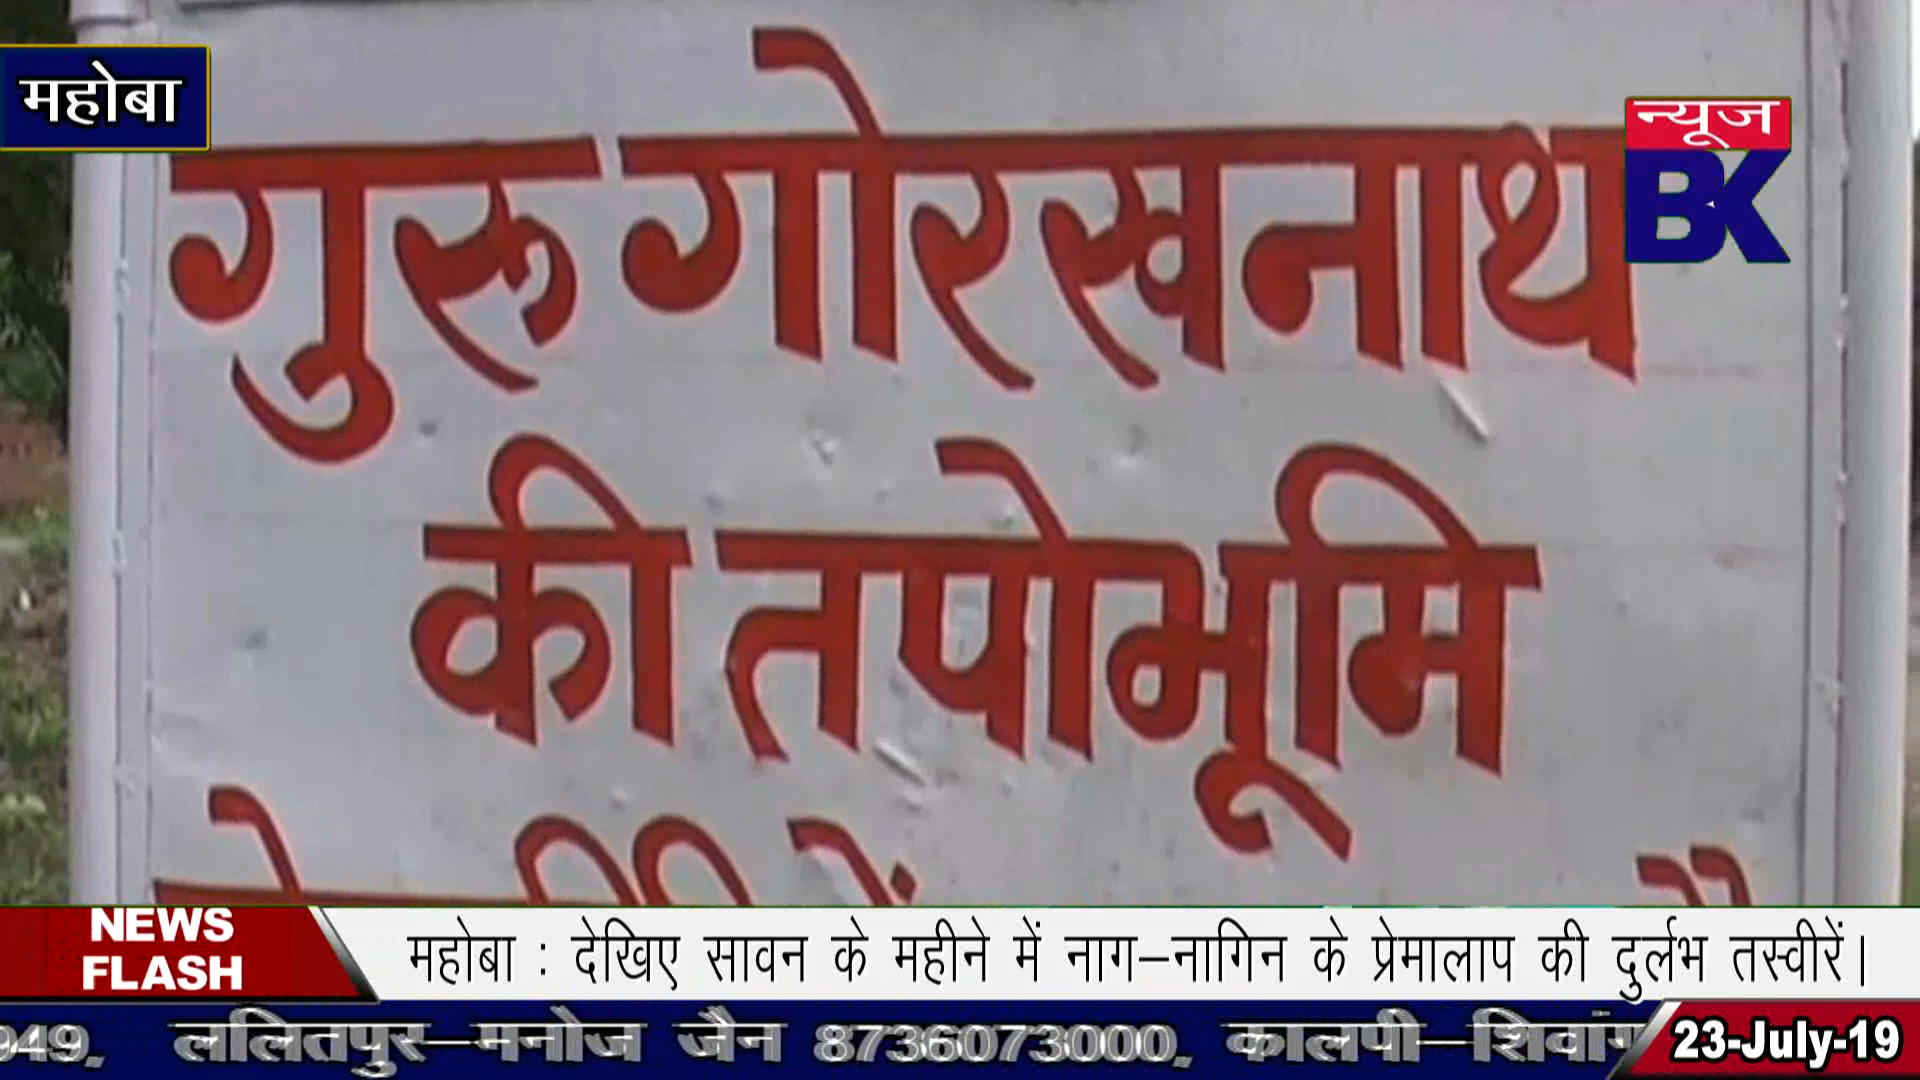 महोबा
न्यूज
BK
गुरु गोरखनाथ
की तपोभूमि
NEWS
FLASH
महोबा : देखिए सावन के महीने में नाग–नागिन के प्रेमालाप की दुर्लभ तस्वीरें।
949. ललितपुर–मनोज जैन 8736073000. कालपी–शिवांग
23-July-19